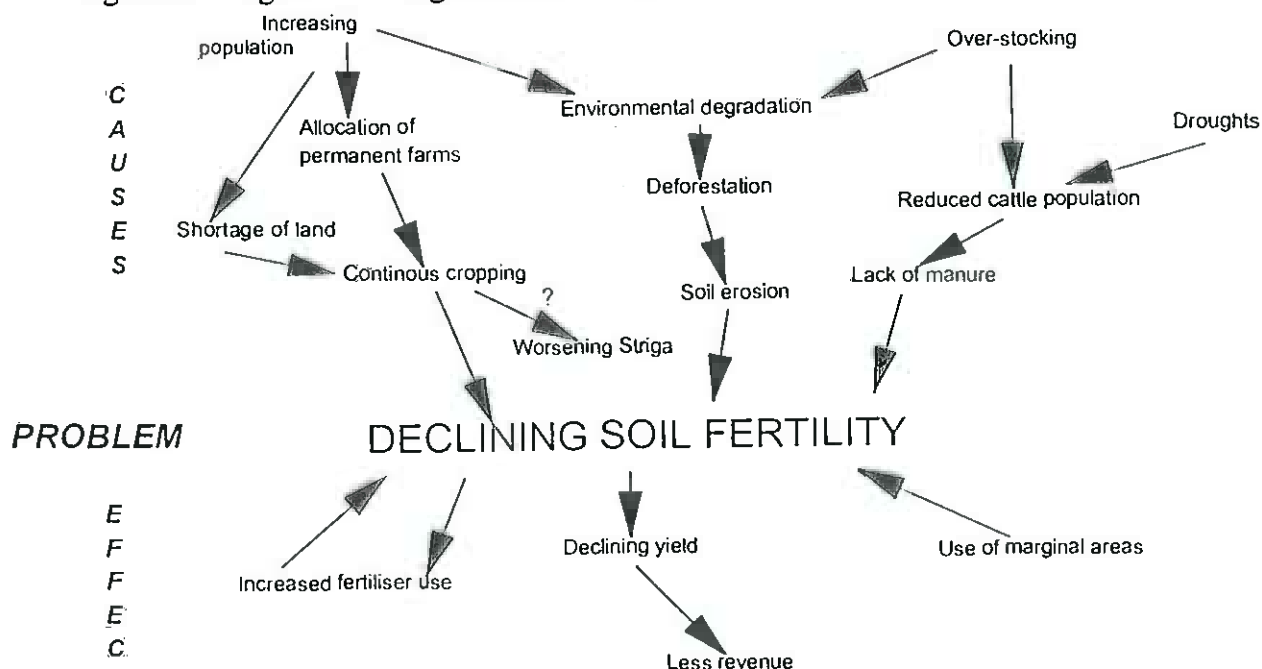 Increasing
population
Over-stocking
C
A
U
S
E
S
Environmental degradation
Droughts
Allocation of
permanent farms
Deforestation
Reduced cattle population
Shortage of land
Continous cropping
Soil erosion
Lack of manure
?
Worsening Striga
PROBLEM
DECLINING SOIL FERTILITY
E
F
F
E
C
Declining yield
Use of marginal areas
Increased fertiliser use
Less revenue